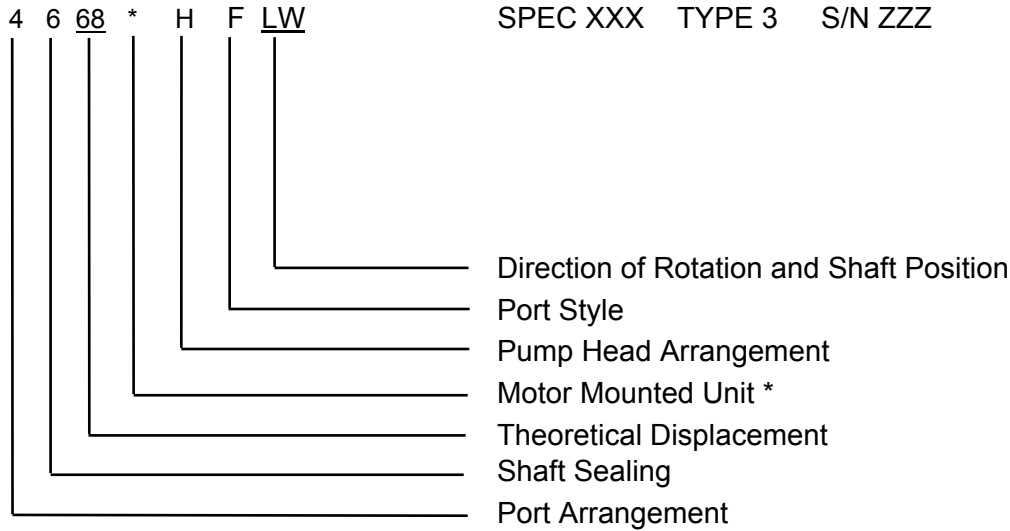 4 6 68 * H F LW SPEC XXX TYPE 3 S/N ZZZ
Direction of Rotation and Shaft Position
Port Style
Pump Head Arrangement
Motor Mounted Unit *
Theoretical Displacement
Shaft Sealing
Port Arrangement